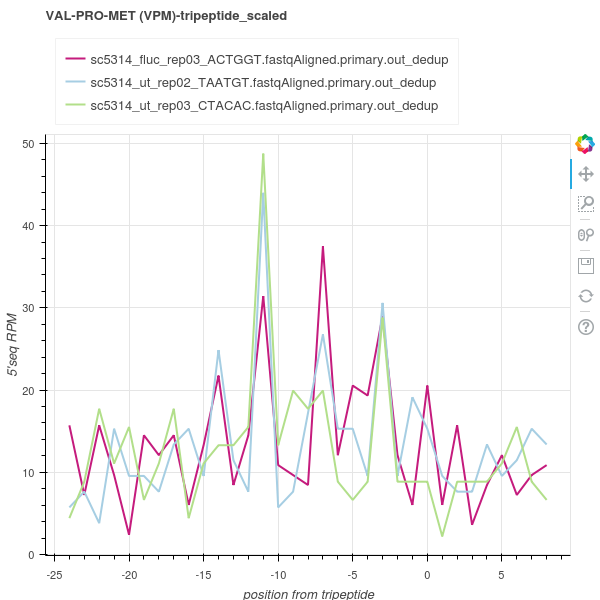 VAL-PRO-MET (VPM)-tripeptide_scaled
sc5314_fluc_rep03_ACTGGT.fastqAligned.primary.out_dedup
sc5314_ut_rep02_TAATGT.fastqAligned.primary.out_dedup
sc5314_ut_rep03_CTACAC.fastqAligned.primary.out_dedup
50
40
30
20
10
0
5'seq RPM
-25 -20 -15 -10 -5 0 5
position from tripeptide